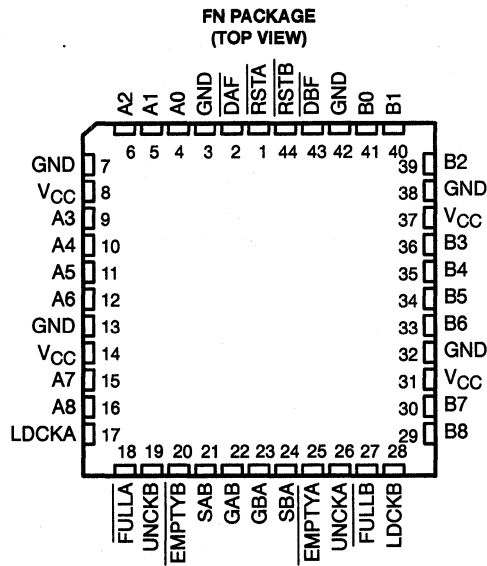 FN PACKAGE
(TOP VIEW)
A2 A1 A0 GND DAF RSTA RSTB DBF GND B0 B1
6 5 4 3 2 1 44 43 42 41 40
GND 7
VCC 8
A3 9
A4 10
A5 11
A6 12
GND 13
VCC 14
A7 15
A8 16
LDCKA 17
39 B2
38 GND
37 VCC
36 B3
35 B4
34 B5
33 B6
32 GND
31 VCC
30 B7
29 B8
18 19 20 21 22 23 24 25 26 27 28
FULLA UNCKB EMPTYB SAB GAB GBA SBA EMPTYA UNCKA FULLB LDCKB